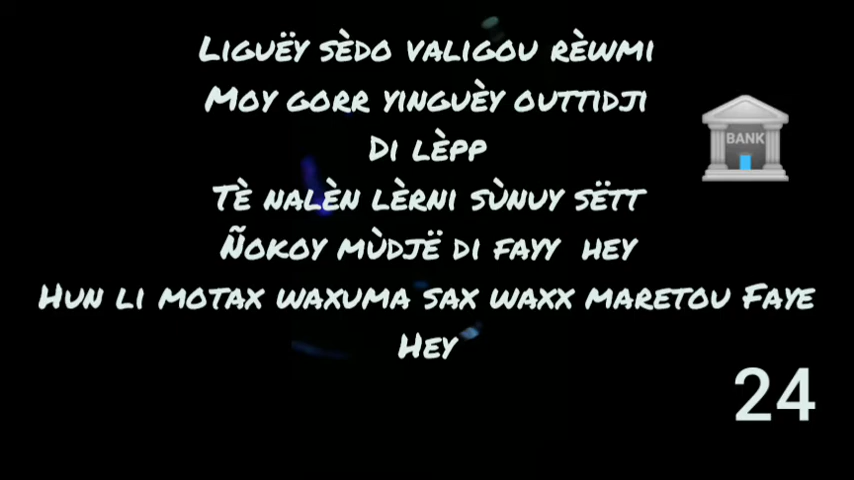 Liguëy sèdo valigou rèwmi
Moy gorr yinguèy outtidji
Di lèpp
BANK
Tè nalèn lèrni sùnuy sëtt
Ñokoy mùdjë di fayy hey
Hun li motax waxuma sax waxx maretou Faye
Hey
24